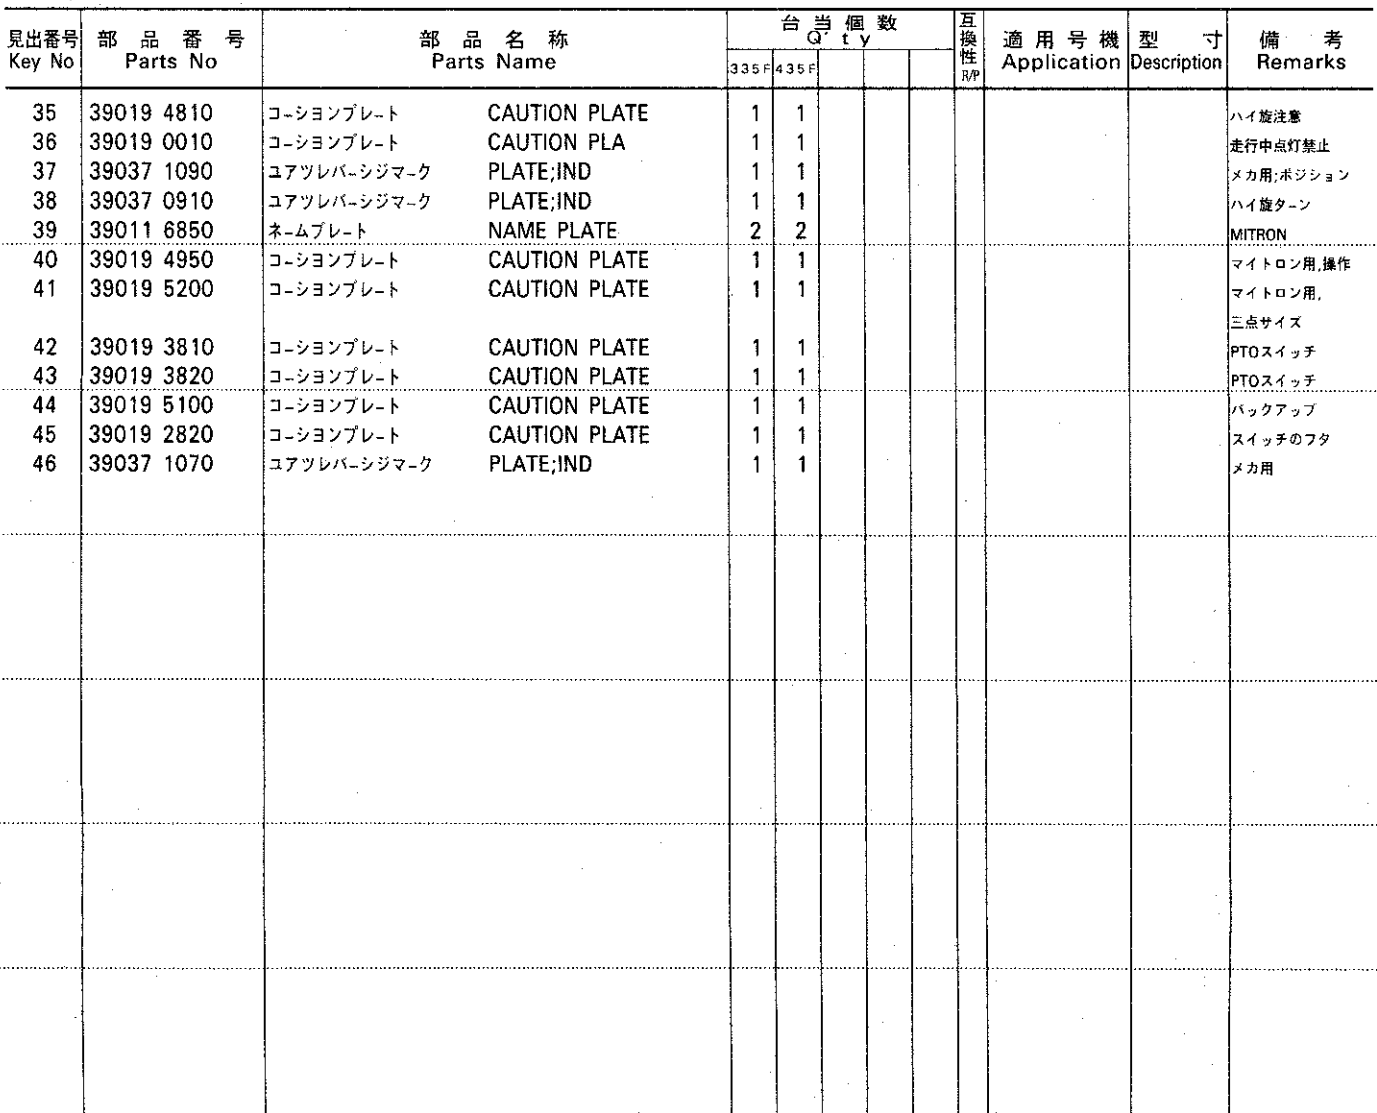 見出番号 部品番号 部品名称 台当個数 互換性 適用号機 型寸 備考
Key No Parts No Parts Name Q'ty R/P Application Description Remarks
335F 435F
35 39019 4810 コーションプレート CAUTION PLATE 1 1 ハイ旋注意
36 39019 0010 コーションプレート CAUTION PLA 1 1 走行中点灯禁止
37 39037 1090 ユアツレバーシジマーク PLATE;IND 1 1 メカ用;ポジション
38 39037 0910 ユアツレバーシジマーク PLATE;IND 1 1 ハイ旋ターン
39 39011 6850 ネームプレート NAME PLATE 2 2 MITRON
40 39019 4950 コーションプレート CAUTION PLATE 1 1 マイトロン用,操作
41 39019 5200 コーションプレート CAUTION PLATE 1 1 マイトロン用,
三点サイズ
42 39019 3810 コーションプレート CAUTION PLATE 1 1 PTOスイッチ
43 39019 3820 コーションプレート CAUTION PLATE 1 1 PTOスイッチ
44 39019 5100 コーションプレート CAUTION PLATE 1 1 バックアップ
45 39019 2820 コーションプレート CAUTION PLATE 1 1 スイッチのフタ
46 39037 1070 ユアツレバーシジマーク PLATE;IND 1 1 メカ用